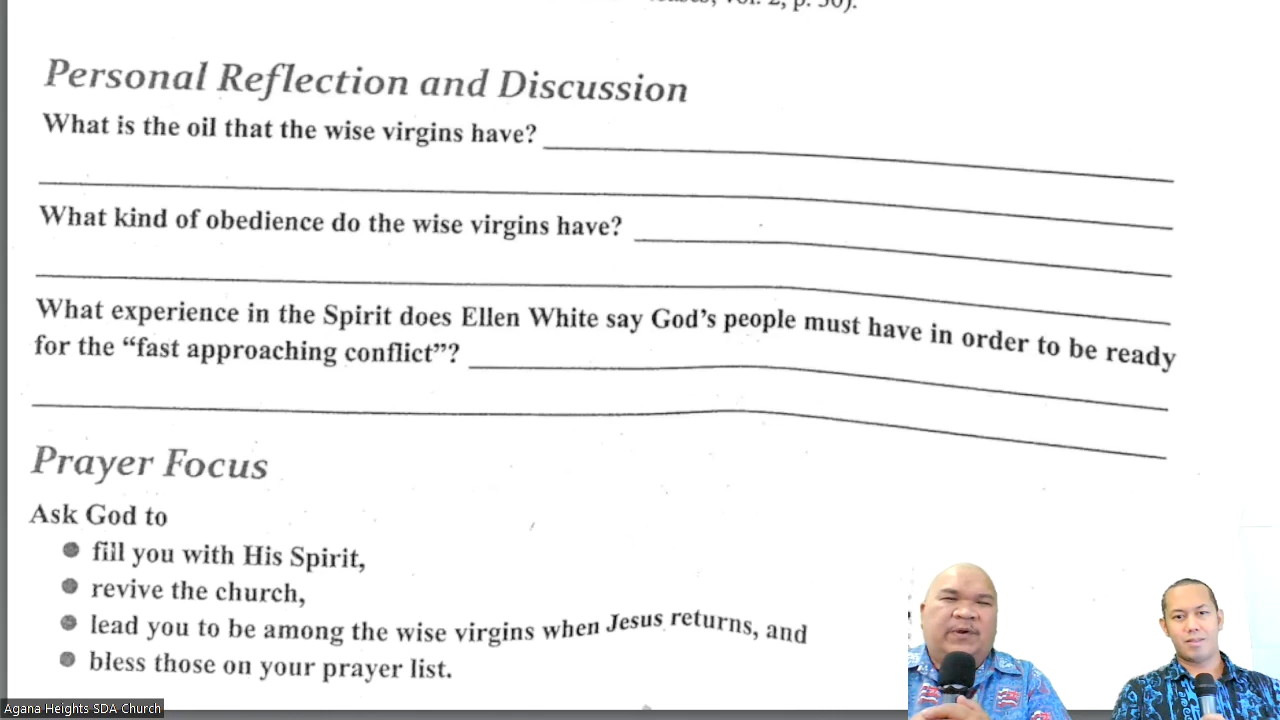 Vol. 2, p. 50).
Personal Reflection and Discussion
What is the oil that the wise virgins have?
What kind of obedience do the wise virgins have?
What experience in the Spirit does Ellen White say God's people must have in order to be ready
for the “fast approaching conflict”?
Prayer Focus
Ask God to
● fill you with His Spirit,
● revive the church,
● lead you to be among the wise virgins when Jesus returns, and
● bless those on your prayer list.
Agana Heights SDA Church